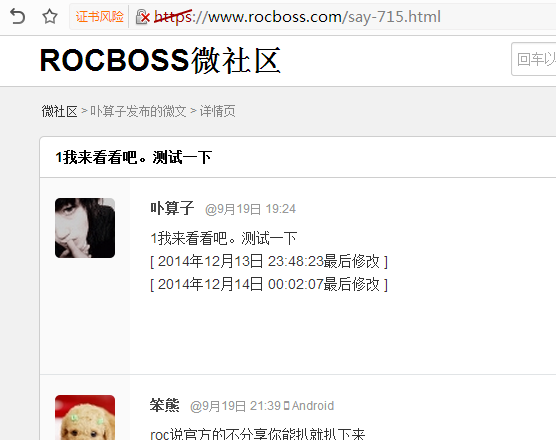 证书风险 https://www.rocboss.com/say-715.html
ROCBOSS微社区
回车以
微社区 > 卟算子发布的微文 > 详情页
1我来看看吧。测试一下
卟算子 @9月19日 19:24
1我来看看吧。测试一下
[ 2014年12月13日 23:48:23最后修改 ]
[ 2014年12月14日 00:02:07最后修改 ]
笨熊 @9月19日 21:39 Android
roc说官方的不分享你能扒就扒下来